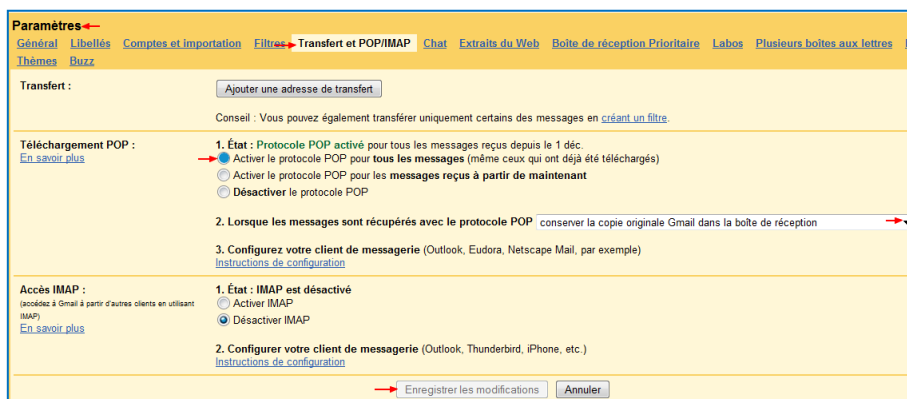 Paramètres
Général Libellés Comptes et importation Filtres Transfert et POP/IMAP Chat Extraits du Web Boîte de réception Prioritaire Labos Plusieurs boîtes aux lettres
Thèmes Buzz
Transfert : Ajouter une adresse de transfert
Conseil : Vous pouvez également transférer uniquement certains des messages en créant un filtre.
Téléchargement POP : 1. État : Protocole POP activé pour tous les messages reçus depuis le 1 déc.
En savoir plus Activer le protocole POP pour tous les messages (même ceux qui ont déjà été téléchargés)
Activer le protocole POP pour les messages reçus à partir de maintenant
Désactiver le protocole POP
2. Lorsque les messages sont récupérés avec le protocole POP conserver la copie originale Gmail dans la boîte de réception
3. Configurez votre client de messagerie (Outlook, Eudora, Netscape Mail, par exemple)
Instructions de configuration
Accès IMAP : 1. État : IMAP est désactivé
(accédez à Gmail à partir d'autres clients en utilisant Activer IMAP
IMAP) Désactiver IMAP
En savoir plus
2. Configurer votre client de messagerie (Outlook, Thunderbird, iPhone, etc.)
Instructions de configuration
Enregistrer les modifications Annuler